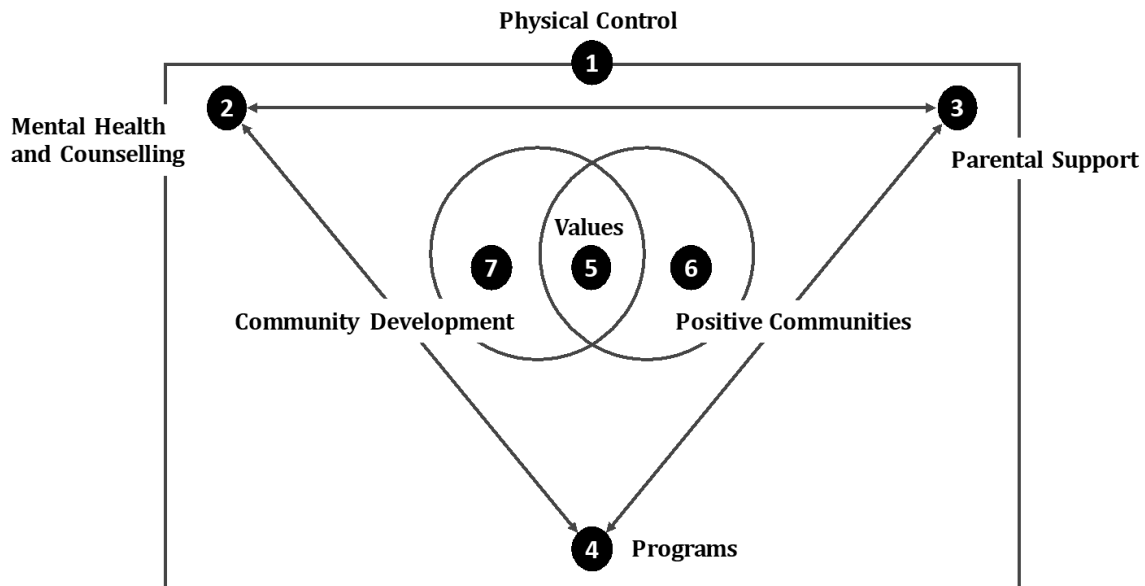 Physical Control
1
2
3
Mental Health
and Counselling
Parental Support
Values
7
5
6
Community Development
Positive Communities
4
Programs